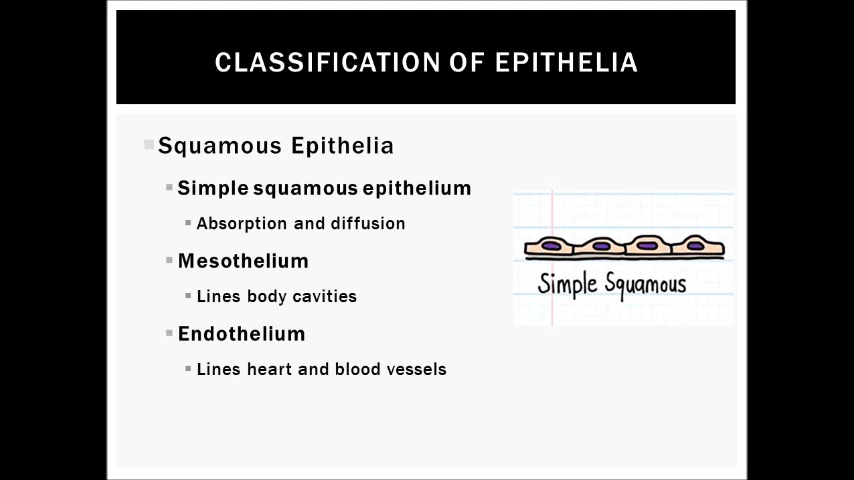 CLASSIFICATION OF EPITHELIA
Squamous Epithelia
Simple squamous epithelium
Absorption and diffusion
Mesothelium
Lines body cavities
Endothelium
Lines heart and blood vessels
Simple Squamous